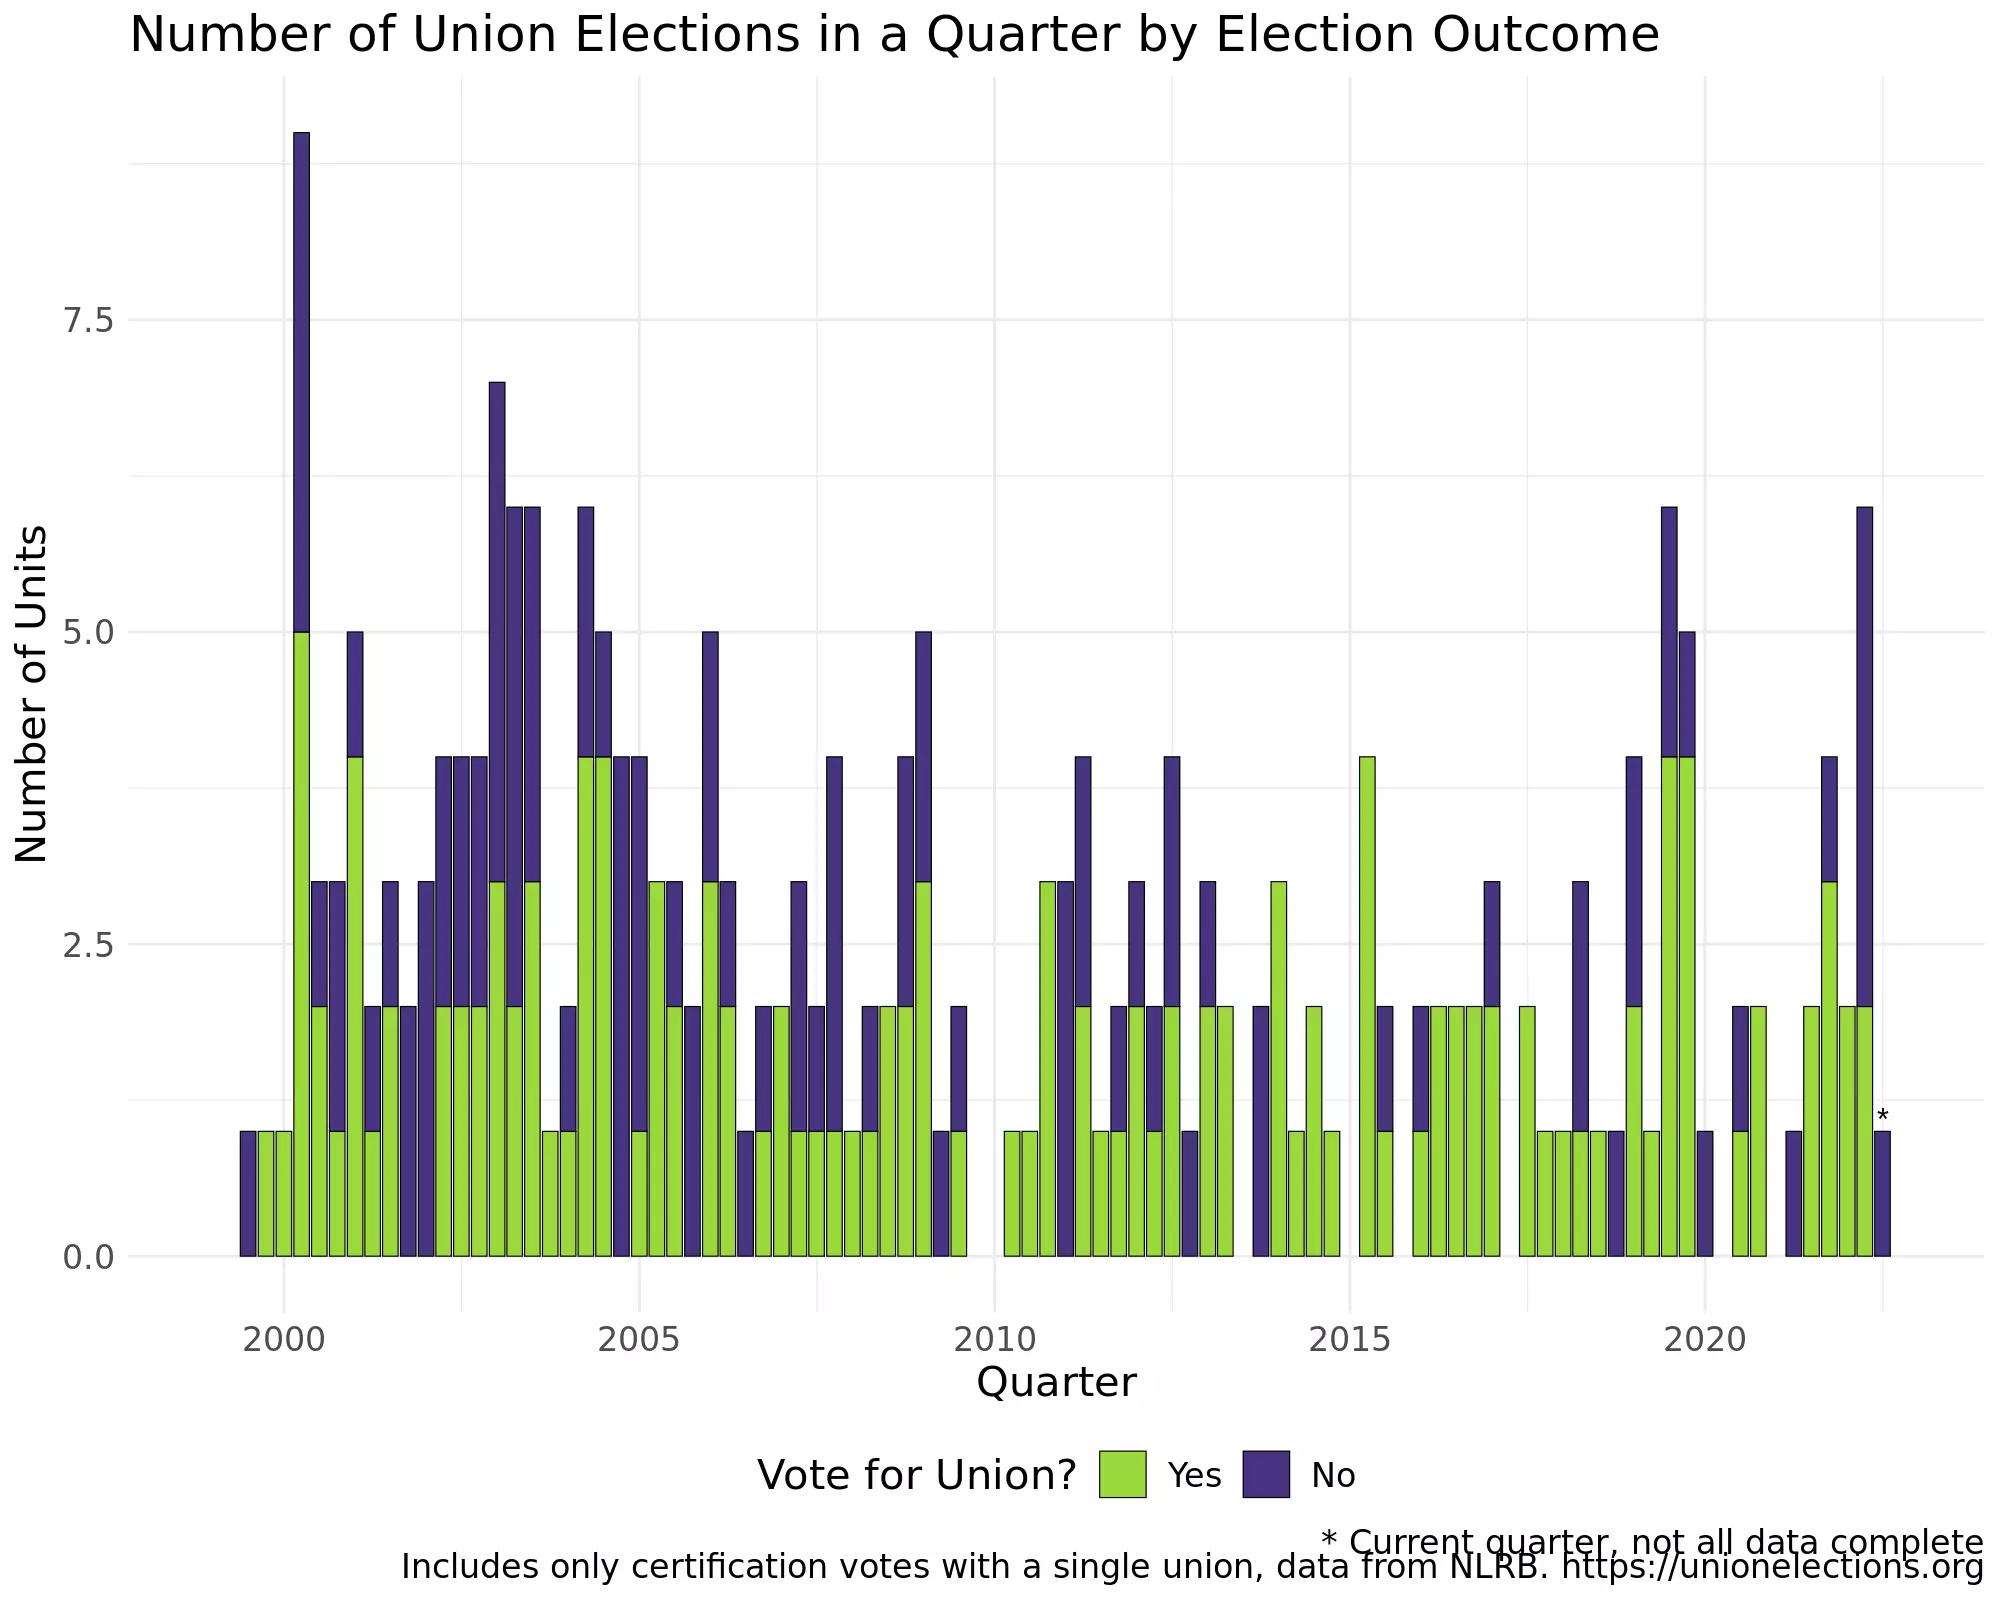 Number of Union Elections in a Quarter by Election Outcome
Number of Units
7.5
5.0
2.5
0.0
*
2000 2005 2010 2015 2020
Quarter
Vote for Union? Yes No
* Current quarter, not all data complete
Includes only certification votes with a single union, data from NLRB. https://unionelections.org